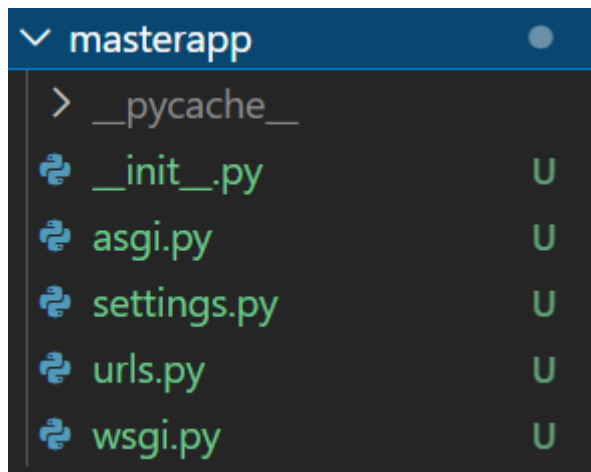 masterapp
__pycache__
__init__.py U
asgi.py U
settings.py U
urls.py U
wsgi.py U